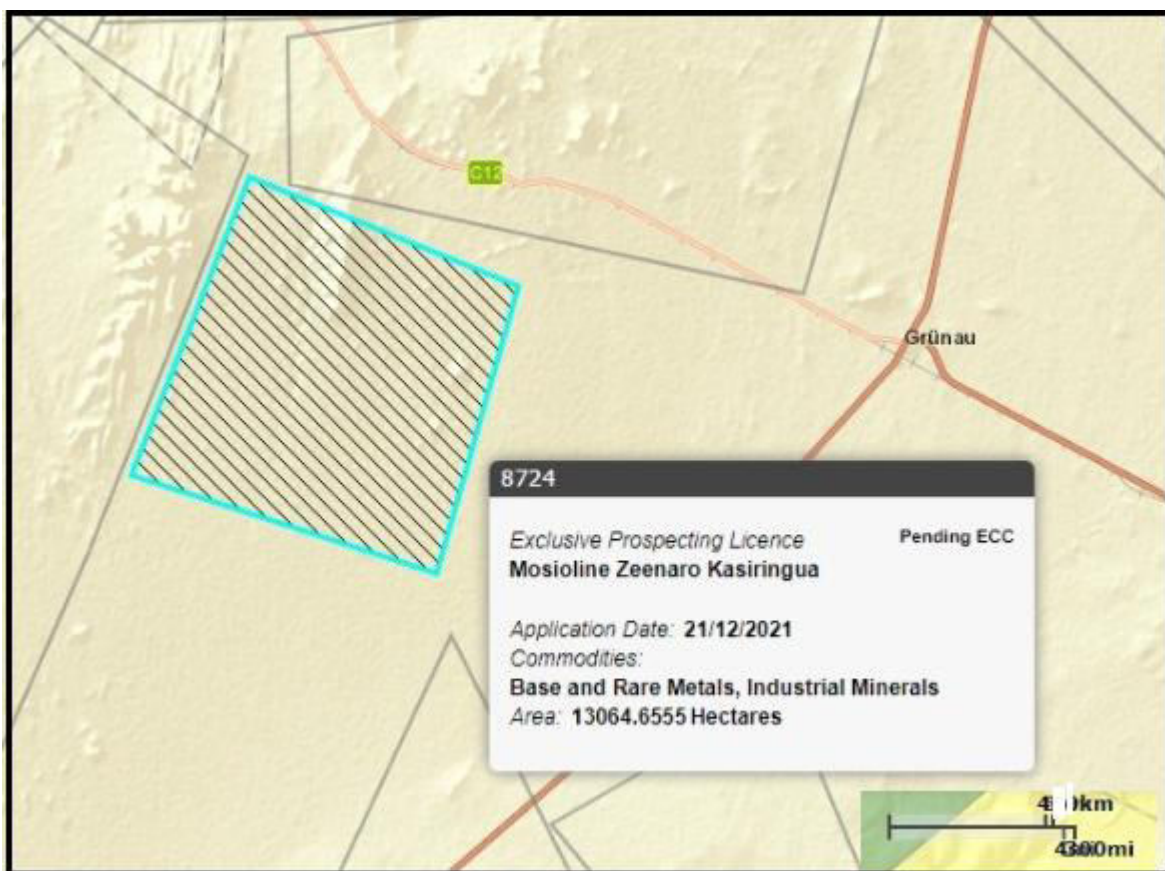 C12
Grünau
8724
Exclusive Prospecting Licence
Pending ECC
Mosioline Zeenaro Kasiringua
Application Date: 21/12/2021
Commodities:
Base and Rare Metals, Industrial Minerals
Area: 13064.6555 Hectares